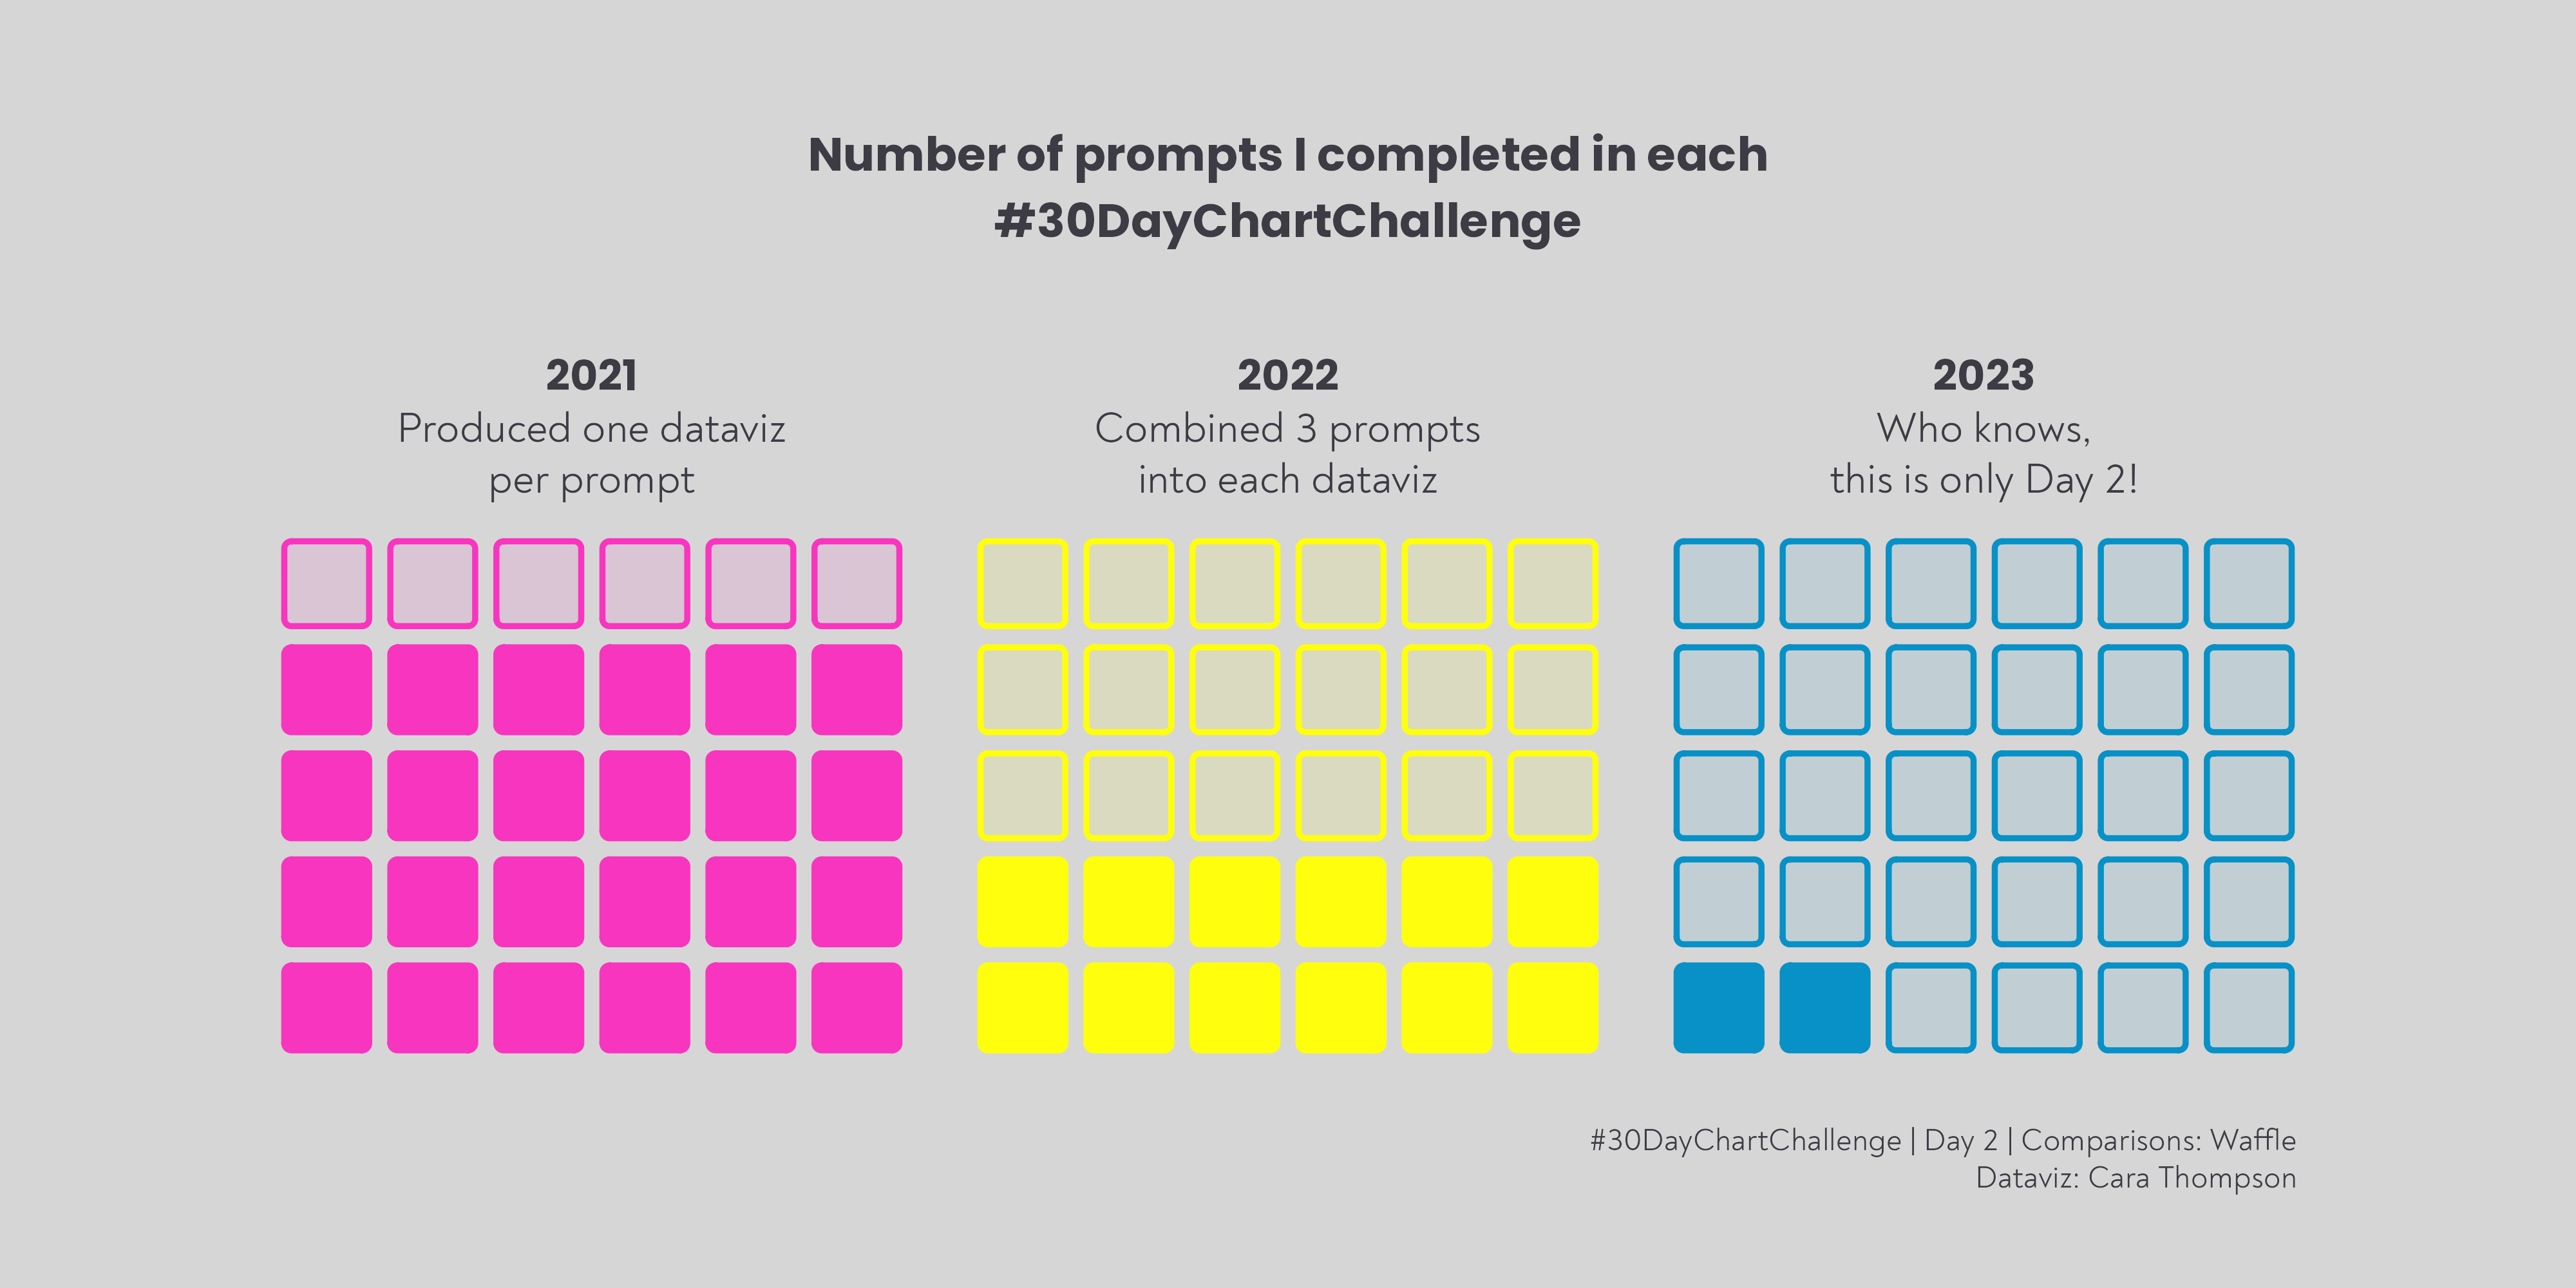 Number of prompts I completed in each
#30DayChartChallenge
2021
Produced one dataviz
per prompt
2022
Combined 3 prompts
into each dataviz
2023
Who knows,
this is only Day 2!
#30DayChartChallenge | Day 2 | Comparisons: Waffle
Dataviz: Cara Thompson